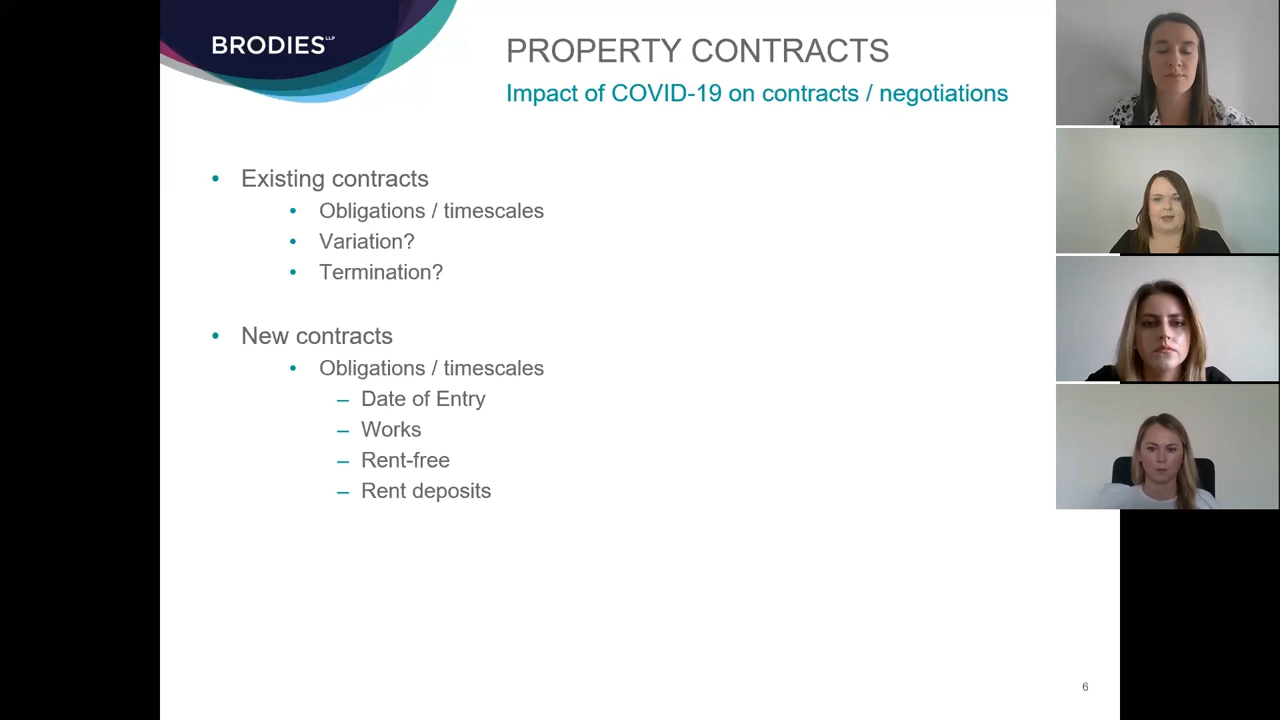 BRODIES LLP
PROPERTY CONTRACTS
Impact of COVID-19 on contracts / negotiations
• Existing contracts
• Obligations / timescales
• Variation?
• Termination?
• New contracts
• Obligations / timescales
– Date of Entry
– Works
– Rent-free
– Rent deposits
6